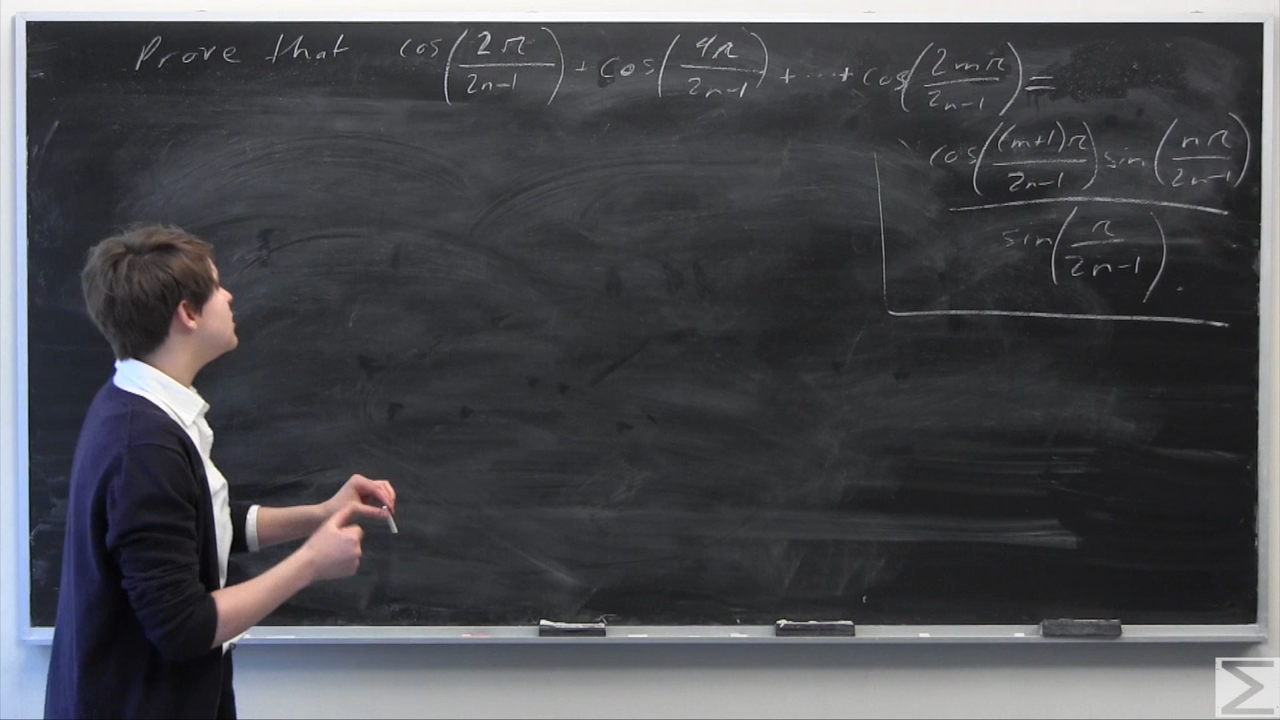 Prove that cos(2π/2n-1) + cos(4π/2n-1) + ... + cos(2mπ/2n-1) =
cos((m+1)π/2n-1) sin(nπ/2n-1)
sin(π/2n-1).
Σ